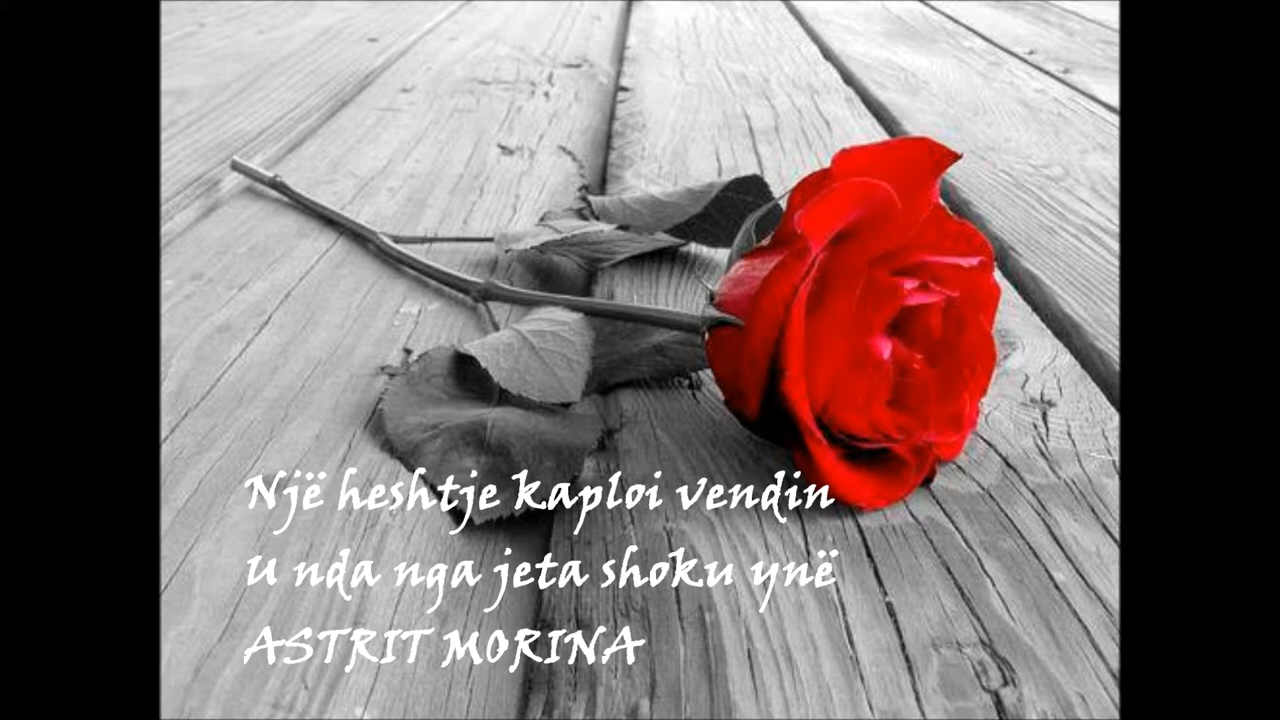 Një heshtje kaploi vendin
U nda nga jeta shoku ynë
ASTRIT MORINA